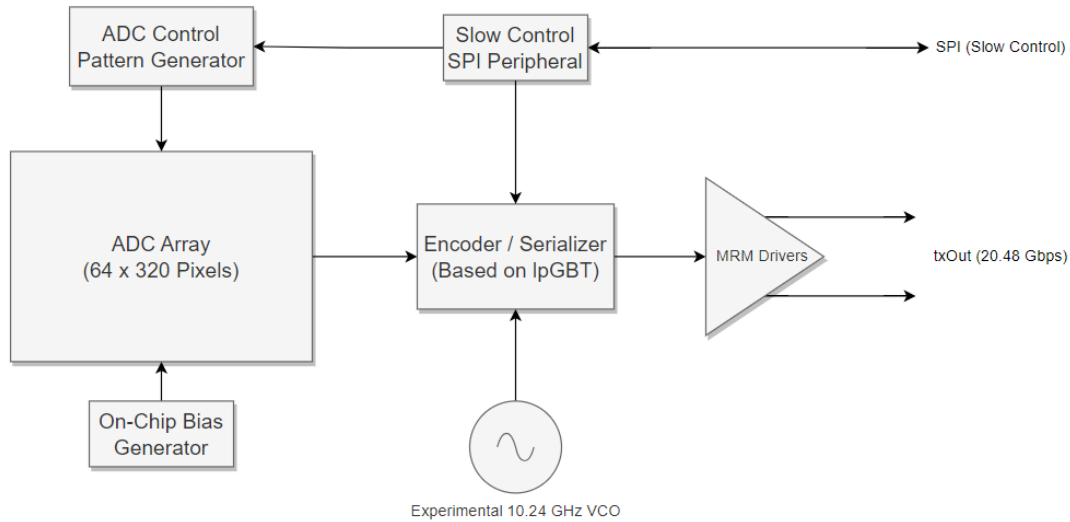 ADC Control
Pattern Generator
Slow Control
SPI Peripheral
SPI (Slow Control)
ADC Array
(64 x 320 Pixels)
Encoder / Serializer
(Based on lpGBT)
MRM Drivers
txOut (20.48 Gbps)
On-Chip Bias
Generator
Experimental 10.24 GHz VCO